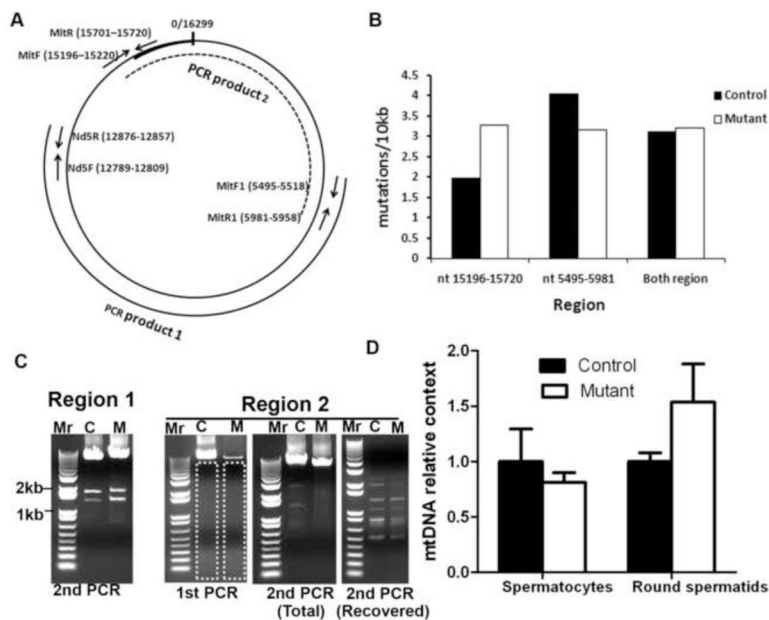 A
0/16299
MitR (15701–15720)
MitF (15196–15220)
PCR product 2
Nd5R (12876-12857)
Nd5F (12789-12809)
MitF1 (5495-5518)
MitR1 (5981-5958)
PCR product 1
B
4.5
4
3.5
3
2.5
2
1.5
1
0.5
0
mutations/10kb
Control
Mutant
nt 15196-15720 nt 5495-5981 Both region
Region
C
Region 1
Region 2
Mr C M
Mr C M Mr C M Mr C M
2kb
1kb
2nd PCR
1st PCR
2nd PCR
(Total)
2nd PCR
(Recovered)
D
2.0
1.5
1.0
0.5
0.0
mtDNA relative context
Control
Mutant
Spermatocytes Round spermatids